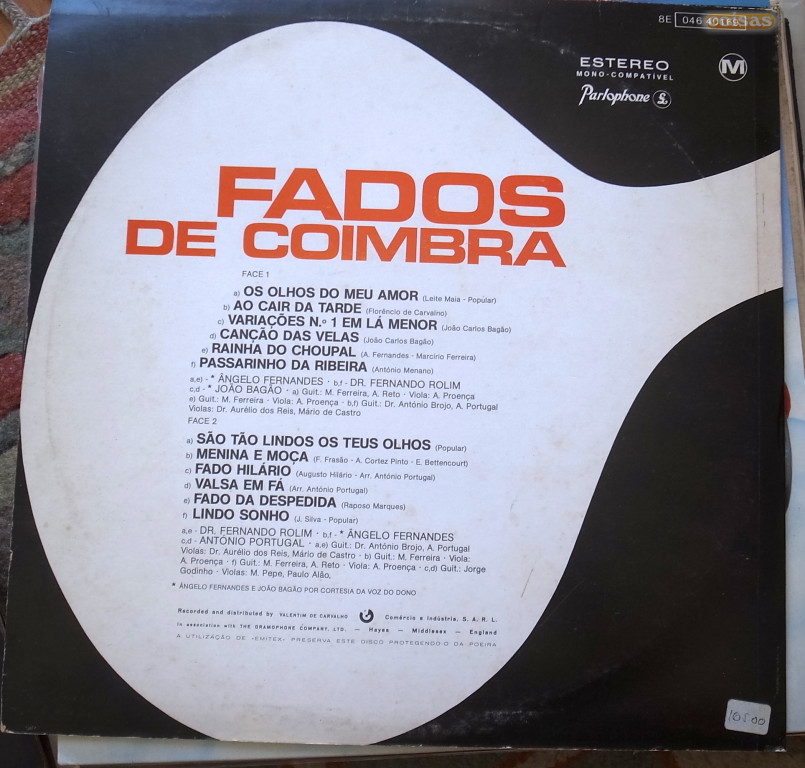 8E 046
ESTEREO
MONO-COMPATÍVEL
M
Parlophone
FADOS
DE COIMBRA
FACE 1
a) OS OLHOS DO MEU AMOR (Leite Maia - Popular)
b) AO CAIR DA TARDE (Florêncio de Carvalho)
c) VARIAÇÕES N.º 1 EM LÁ MENOR (João Carlos Bagão)
d) CANÇÃO DAS VELAS (João Carlos Bagão)
e) RAINHA DO CHOUPAL (A. Fernandes - Marcírio Ferreira)
f) PASSARINHO DA RIBEIRA (António Menano)
a,e) - * ÂNGELO FERNANDES · b,f - DR. FERNANDO ROLIM
c,d - * JOÃO BAGÃO · a) Guit.: M. Ferreira, A. Reto · Viola: A. Proença
e) Guit.: M. Ferreira · Viola: A. Proença · b,f) Guit.: Dr. António Brojo, A. Portugal
Violas: Dr. Aurélio dos Reis, Mário de Castro
FACE 2
a) SÃO TÃO LINDOS OS TEUS OLHOS (Popular)
b) MENINA E MOÇA (F. Frasão - A. Cortez Pinto - E. Bettencourt)
c) FADO HILÁRIO (Augusto Hilário - Arr. António Portugal)
d) VALSA EM FÁ (Arr. António Portugal)
e) FADO DA DESPEDIDA (Raposo Marques)
f) LINDO SONHO (J. Silva - Popular)
a,e - DR. FERNANDO ROLIM · b,f - * ÂNGELO FERNANDES
c,d - ANTÓNIO PORTUGAL · a,e) Guit.: Dr. António Brojo, A. Portugal
Violas: Dr. Aurélio dos Reis, Mário de Castro · b) Guit.: M. Ferreira · Viola:
A. Proença · f) Guit.: M. Ferreira, A. Reto · Viola: A. Proença · c,d) Guit.: Jorge
Godinho · Violas: M. Pepe, Paulo Alão.
* ÂNGELO FERNANDES E JOÃO BAGÃO POR CORTESIA DA VOZ DO DONO
Recorded and distributed by VALENTIM DE CARVALHO Comércio e Indústria, S. A. R. L.
In association with THE GRAMOPHONE COMPANY, LTD. — Hayes — Middlesex — England
A UTILIZAÇÃO DE «EMITEX» PRESERVA ESTE DISCO PROTEGENDO-O DA POEIRA